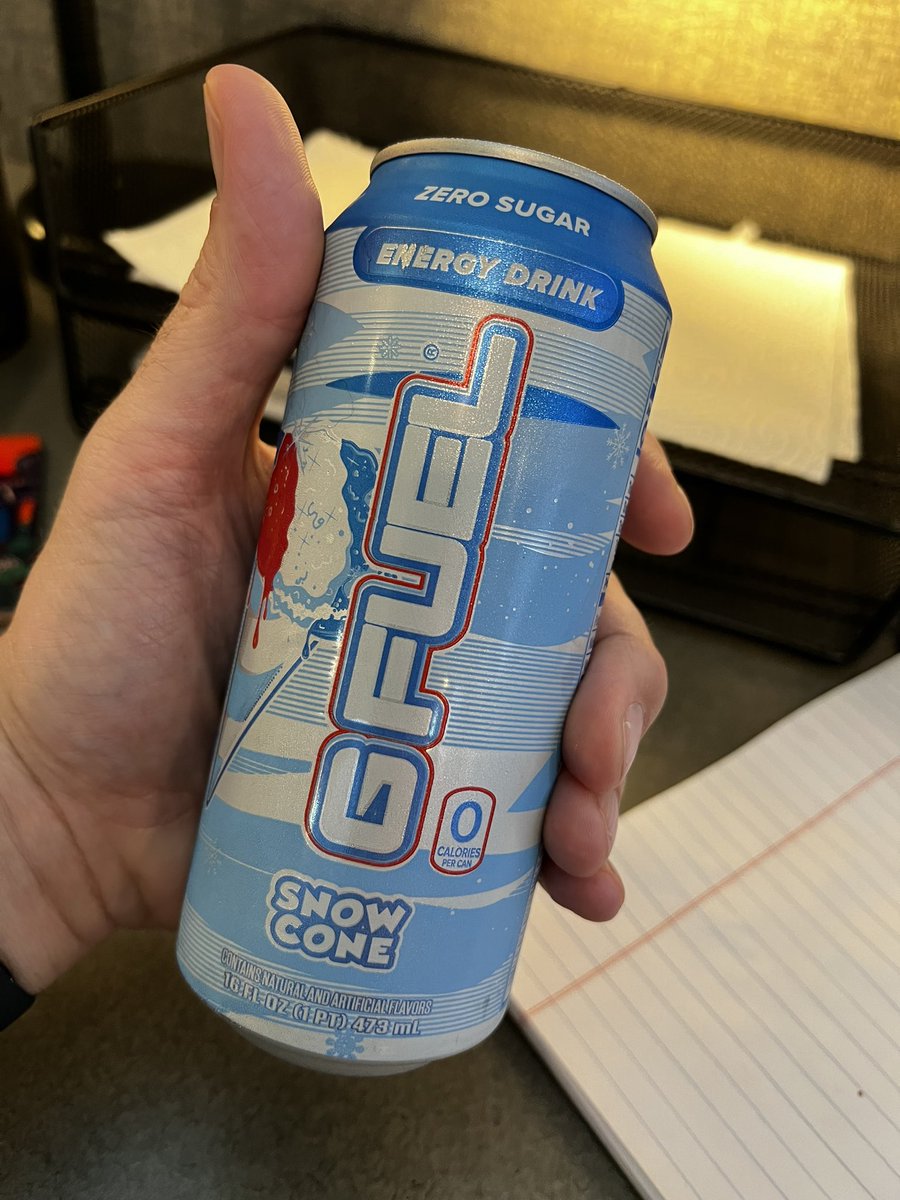 ZERO SUGAR
ENERGY DRINK
GFUEL
®
0
CALORIES
PER CAN
SNOW
CONE
CONTAINS NATURAL AND ARTIFICIAL FLAVORS
16 FL OZ (1 PT) 473 mL